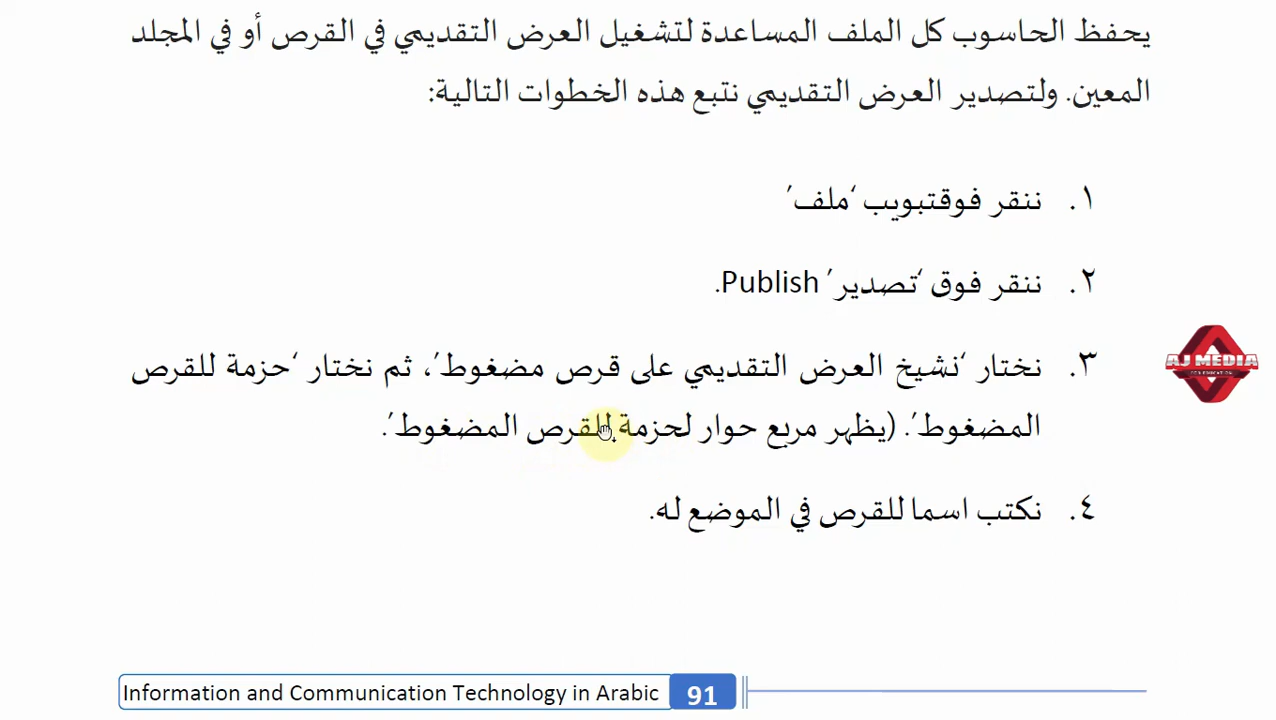 يحفظ الحاسوب كل الملف المساعدة لتشغيل العرض التقديمي في القرص أو في المجلد
المعين. ولتصدير العرض التقديمي نتبع هذه الخطوات التالية:
١. ننقر فوقتبويب ‘ملف’
٢. ننقر فوق ‘تصدير’ Publish.
٣. نختار ‘نشيخ العرض التقديمي على قرص مضغوط’، ثم نختار ‘حزمة للقرص
المضغوط’. (يظهر مربع حوار لحزمة للقرص المضغوط’.
٤. نكتب اسما للقرص في الموضع له.
AJ MEDIA
FOR EDUCATION
Information and Communication Technology in Arabic 91